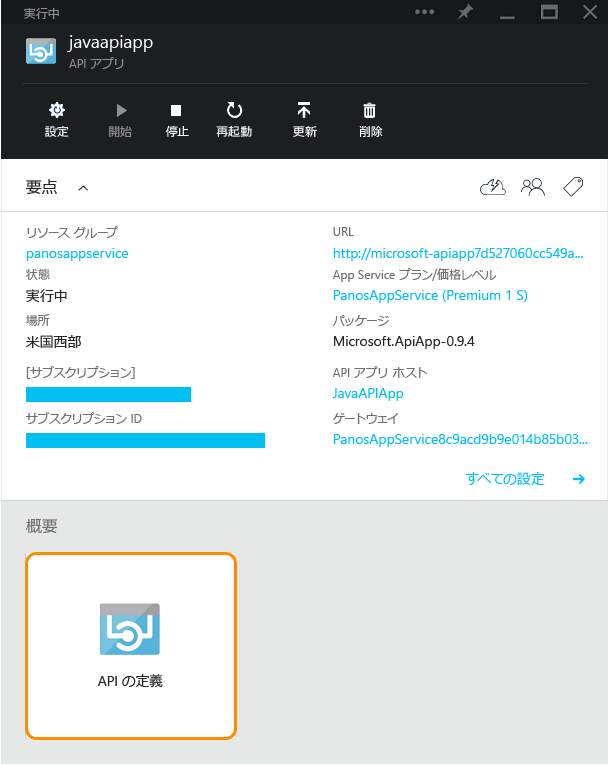 実行中
javaapiapp
API アプリ
設定
開始
停止
再起動
更新
削除
要点
リソース グループ
panosappservice
状態
実行中
場所
米国西部
[サブスクリプション]
サブスクリプション ID
URL
http://microsoft-apiapp7d527060cc549a...
App Service プラン/価格レベル
PanosAppService (Premium 1 S)
パッケージ
Microsoft.ApiApp-0.9.4
API アプリ ホスト
JavaAPIApp
ゲートウェイ
PanosAppService8c9acd9b9e014b85b03...
すべての設定
概要
API の定義